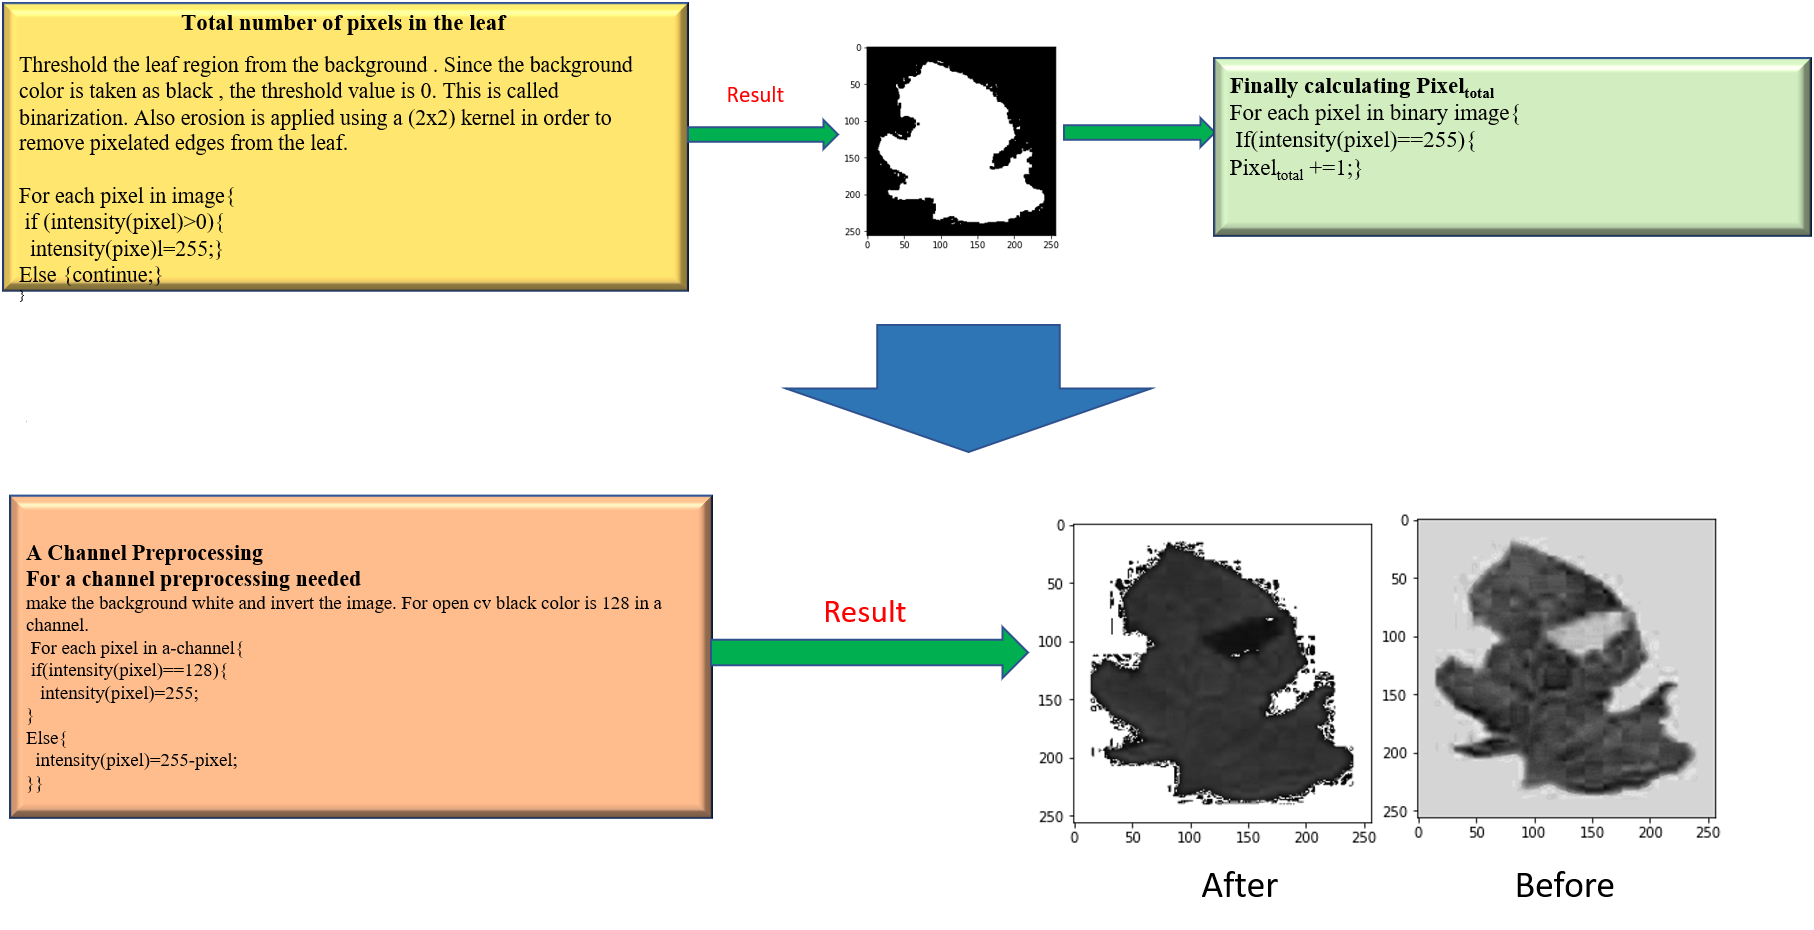 Total number of pixels in the leaf
Threshold the leaf region from the background . Since the background
color is taken as black , the threshold value is 0. This is called
binarization. Also erosion is applied using a (2x2) kernel in order to
remove pixelated edges from the leaf.
For each pixel in image{
if (intensity(pixel)>0){
intensity(pixe)l=255;}
Else {continue;}
}
Result
0
50
100
150
200
250
0 50 100 150 200 250
Finally calculating Pixeltotal
For each pixel in binary image{
If(intensity(pixel)==255){
Pixeltotal +=1;}
A Channel Preprocessing
For a channel preprocessing needed
make the background white and invert the image. For open cv black color is 128 in a
channel.
For each pixel in a-channel{
if(intensity(pixel)==128){
intensity(pixel)=255;
}
Else{
intensity(pixel)=255-pixel;
}}
Result
0
50
100
150
200
250
0 50 100 150 200 250
After
0
50
100
150
200
250
0 50 100 150 200 250
Before